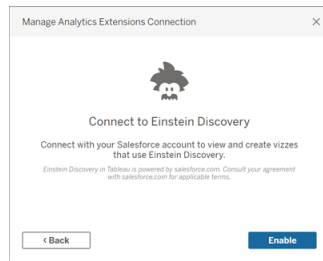 Manage Analytics Extensions Connection
Connect to Einstein Discovery
Connect with your Salesforce account to view and create vizzes
that use Einstein Discovery.
Einstein Discovery in Tableau is powered by salesforce.com. Consult your agreement
with salesforce.com for applicable terms.
‹ Back
Enable